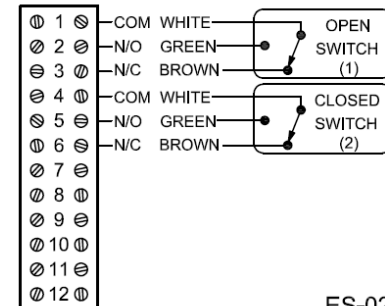 1 COM WHITE OPEN
2 N/O GREEN SWITCH
3 N/C BROWN (1)
4 COM WHITE CLOSED
5 N/O GREEN SWITCH
6 N/C BROWN (2)
7
8
9
10
11
12